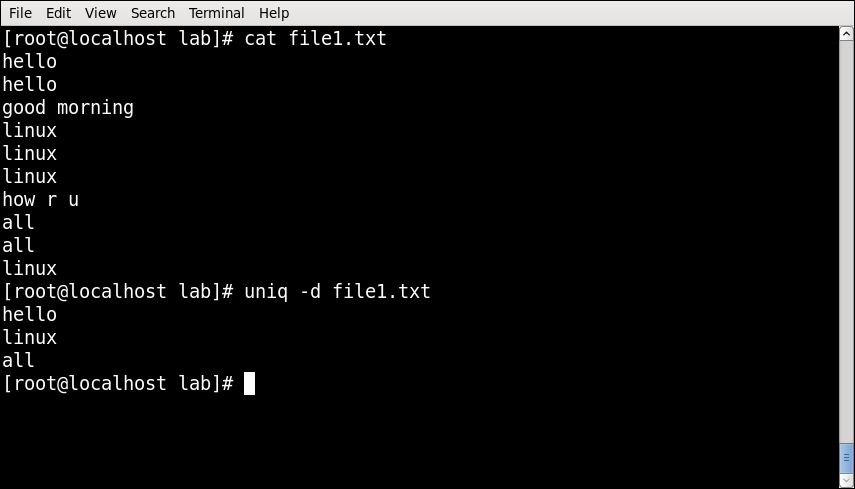 File Edit View Search Terminal Help
[root@localhost lab]# cat file1.txt
hello
hello
good morning
linux
linux
linux
how r u
all
all
linux
[root@localhost lab]# uniq -d file1.txt
hello
linux
all
[root@localhost lab]#